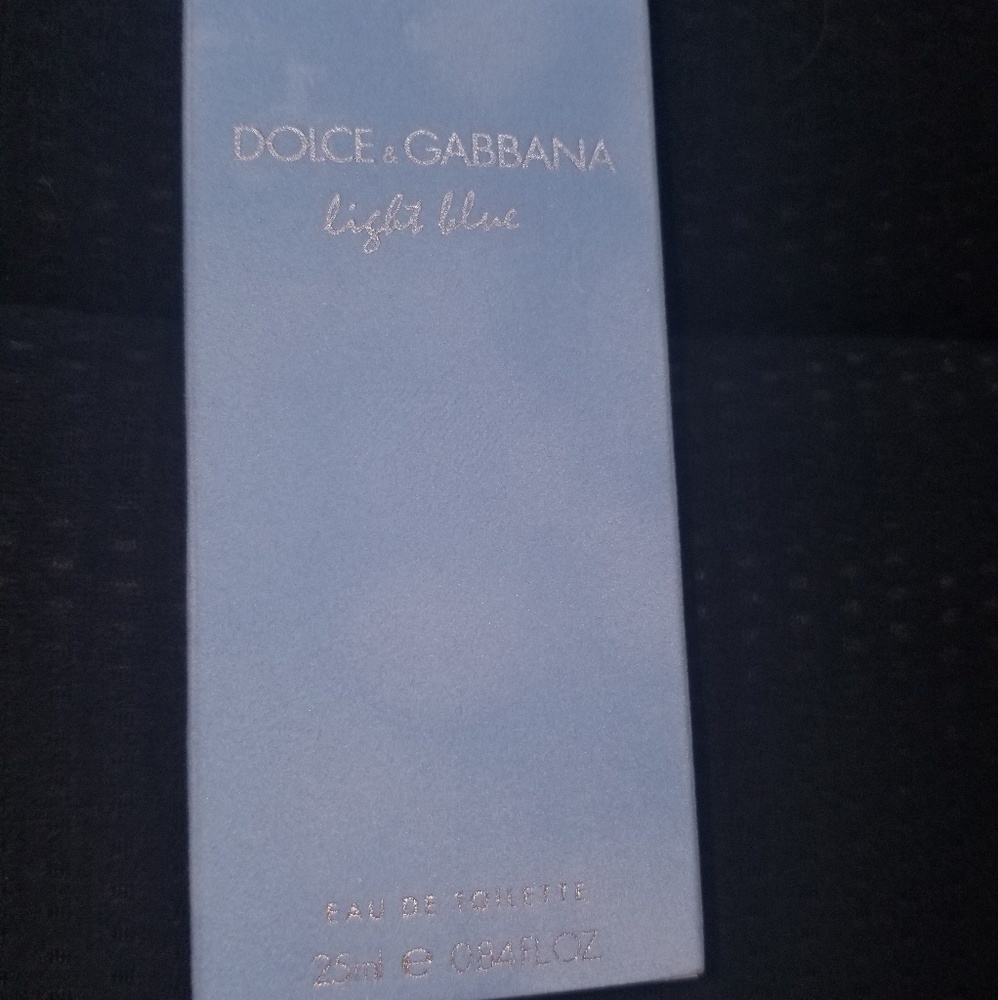 DOLCE & GABBANA
light blue
EAU DE TOILETTE
25ml e 0.84FL.OZ